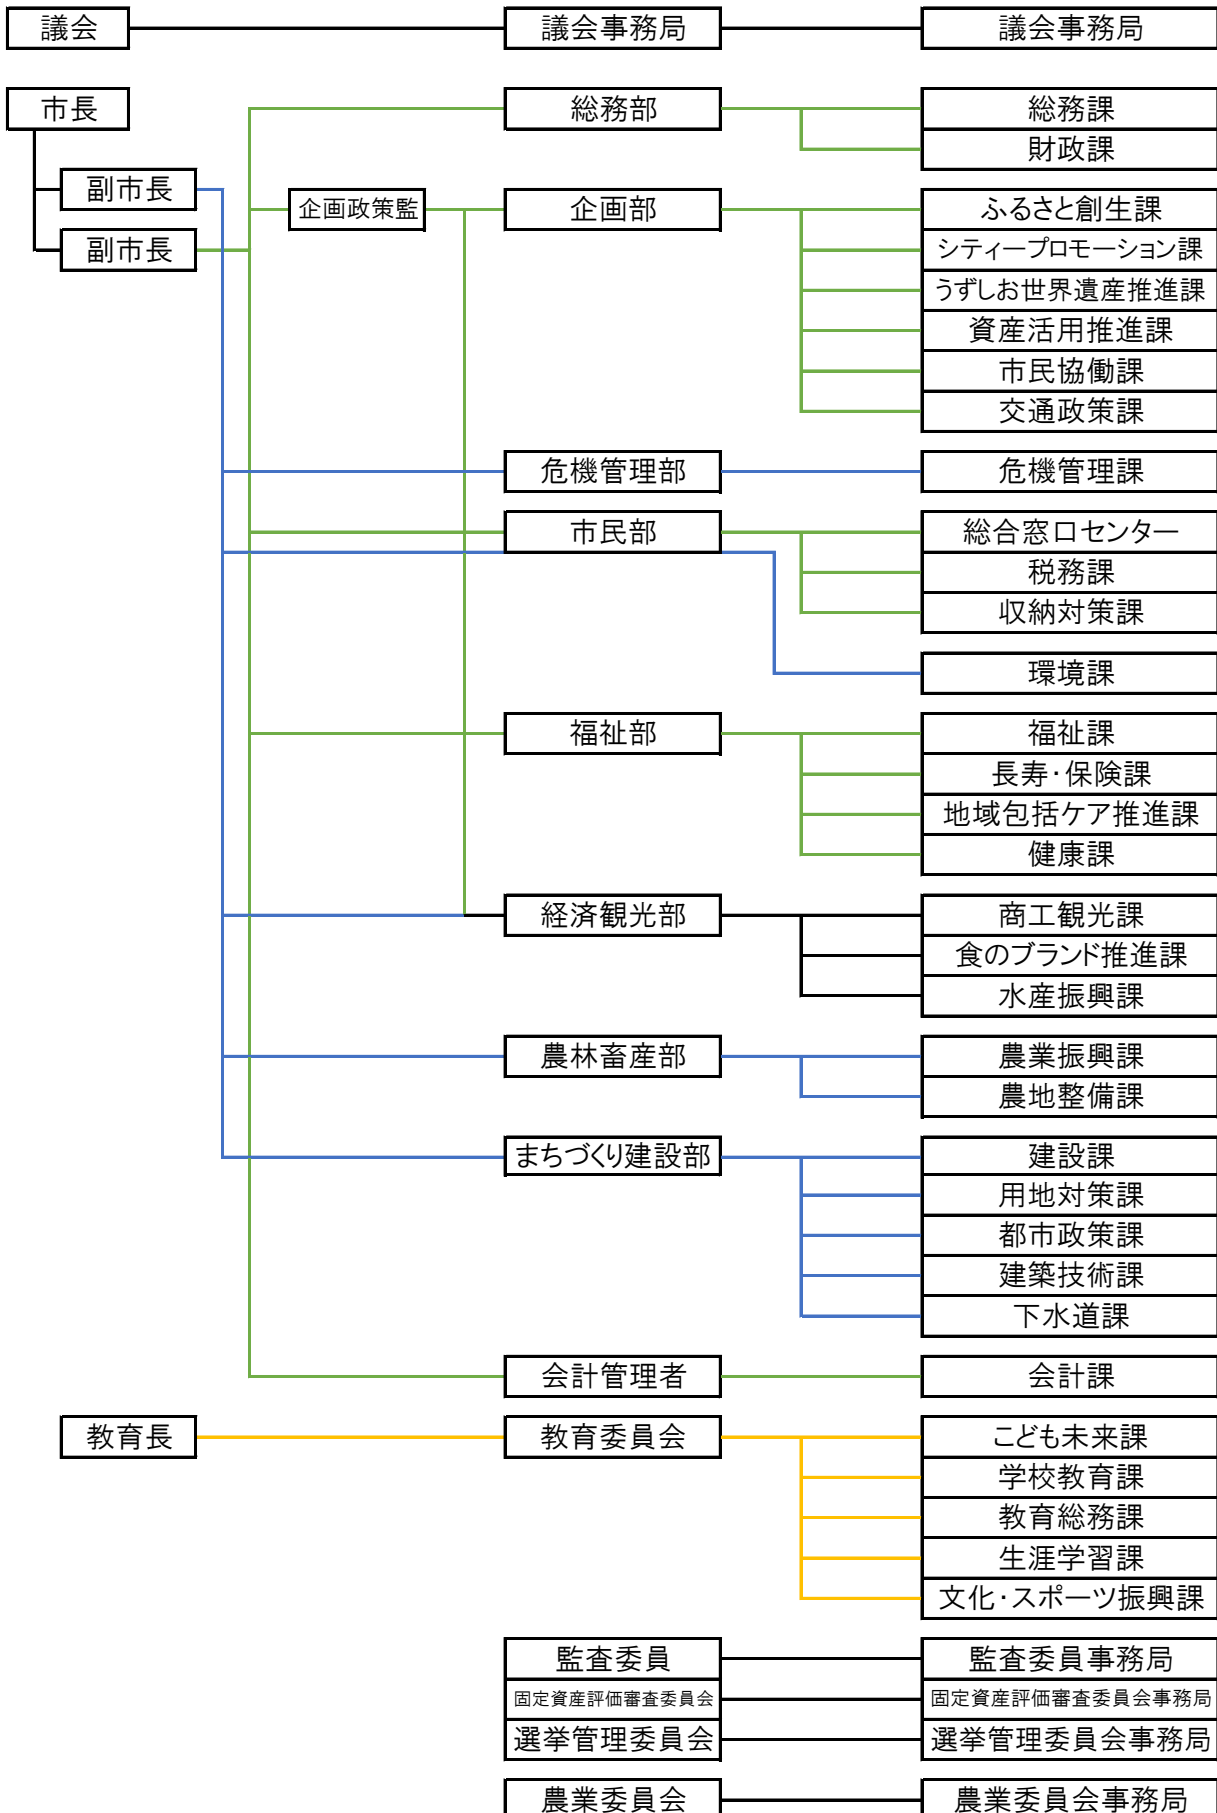 議会 議会事務局 議会事務局
市長 総務部 総務課
財政課
副市長 企画政策監 企画部 ふるさと創生課
副市長 シティープロモーション課
うずしお世界遺産推進課
資産活用推進課
市民協働課
交通政策課
危機管理部 危機管理課
市民部 総合窓口センター
税務課
収納対策課
環境課
福祉部 福祉課
長寿・保険課
地域包括ケア推進課
健康課
経済観光部 商工観光課
食のブランド推進課
水産振興課
農林畜産部 農業振興課
農地整備課
まちづくり建設部 建設課
用地対策課
都市政策課
建築技術課
下水道課
会計管理者 会計課
教育長 教育委員会 こども未来課
学校教育課
教育総務課
生涯学習課
文化・スポーツ振興課
監査委員 監査委員事務局
固定資産評価審査委員会 固定資産評価審査委員会事務局
選挙管理委員会 選挙管理委員会事務局
農業委員会 農業委員会事務局